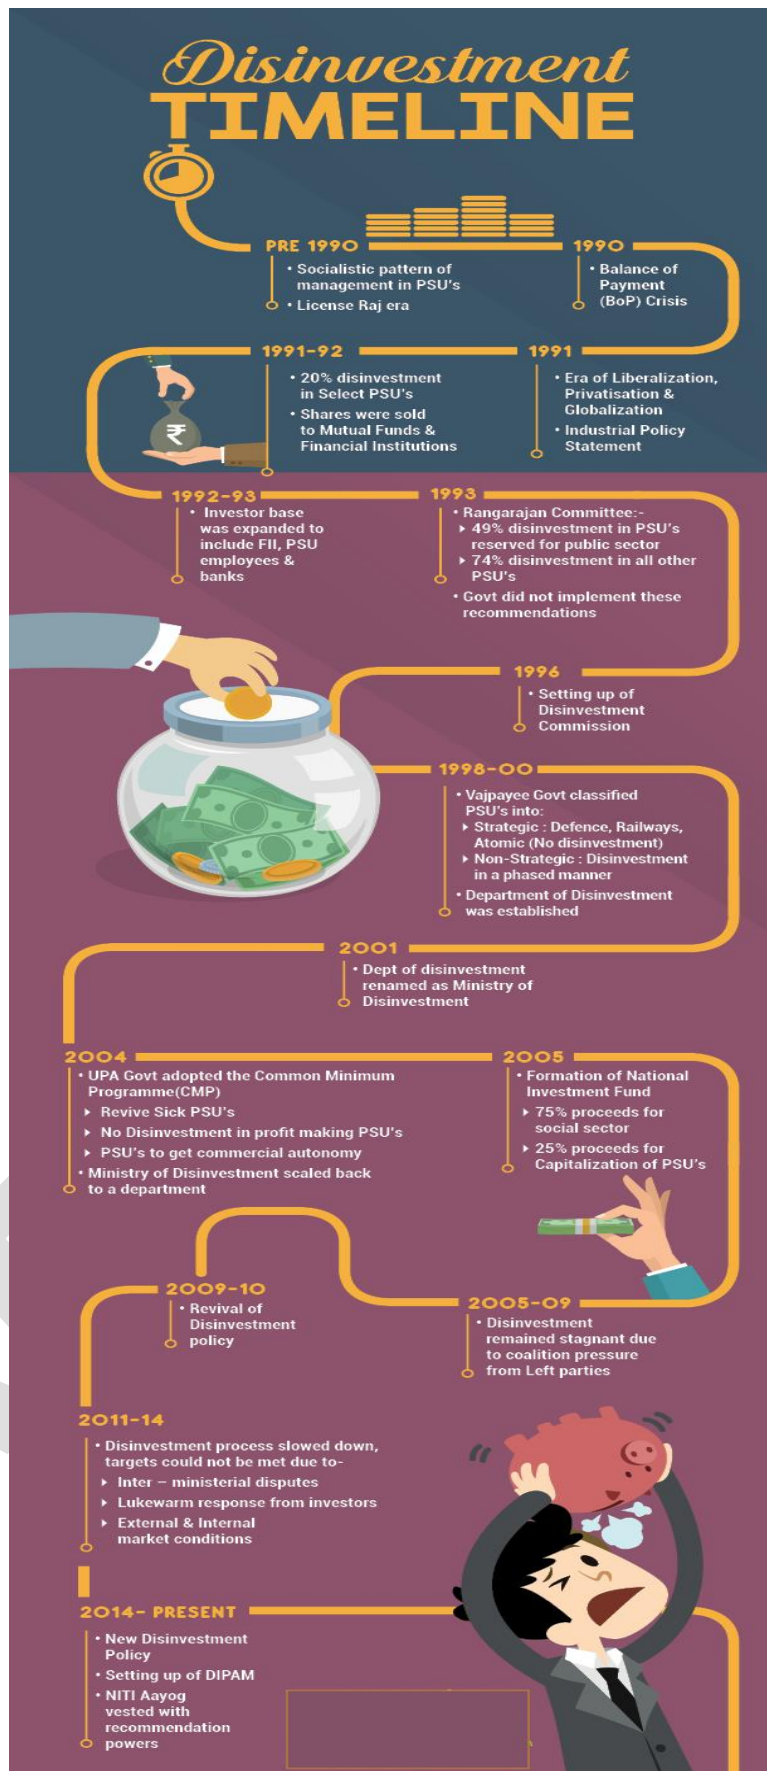 Disinvestment
TIMELINE
PRE 1990
• Socialistic pattern of
management in PSU's
• License Raj era
1990
• Balance of
Payment
(BoP) Crisis
1991
• Era of Liberalization,
Privatisation &
Globalization
• Industrial Policy
Statement
1991-92
• 20% disinvestment
in Select PSU's
• Shares were sold
to Mutual Funds &
Financial Institutions
₹
1992-93
• Investor base
was expanded to
include FII, PSU
employees &
banks
1993
• Rangarajan Committee:-
▸ 49% disinvestment in PSU's
reserved for public sector
▸ 74% disinvestment in all other
PSU's
• Govt did not implement these
recommendations
1996
• Setting up of
Disinvestment
Commission
1998-00
• Vajpayee Govt classified
PSU's into:
▸ Strategic : Defence, Railways,
Atomic (No disinvestment)
▸ Non-Strategic : Disinvestment
in a phased manner
• Department of Disinvestment
was established
2001
• Dept of disinvestment
renamed as Ministry of
Disinvestment
2004
• UPA Govt adopted the Common Minimum
Programme(CMP)
▸ Revive Sick PSU's
▸ No Disinvestment in profit making PSU's
▸ PSU's to get commercial autonomy
• Ministry of Disinvestment scaled back
to a department
2005
• Formation of National
Investment Fund
▸ 75% proceeds for
social sector
▸ 25% proceeds for
Capitalization of PSU's
2005-09
• Disinvestment
remained stagnant due
to coalition pressure
from Left parties
2009-10
• Revival of
Disinvestment
policy
2011-14
• Disinvestment process slowed down,
targets could not be met due to-
▸ Inter – ministerial disputes
▸ Lukewarm response from investors
▸ External & Internal
market conditions
2014- PRESENT
• New Disinvestment
Policy
• Setting up of DIPAM
• NITI Aayog
vested with
recommendation
powers